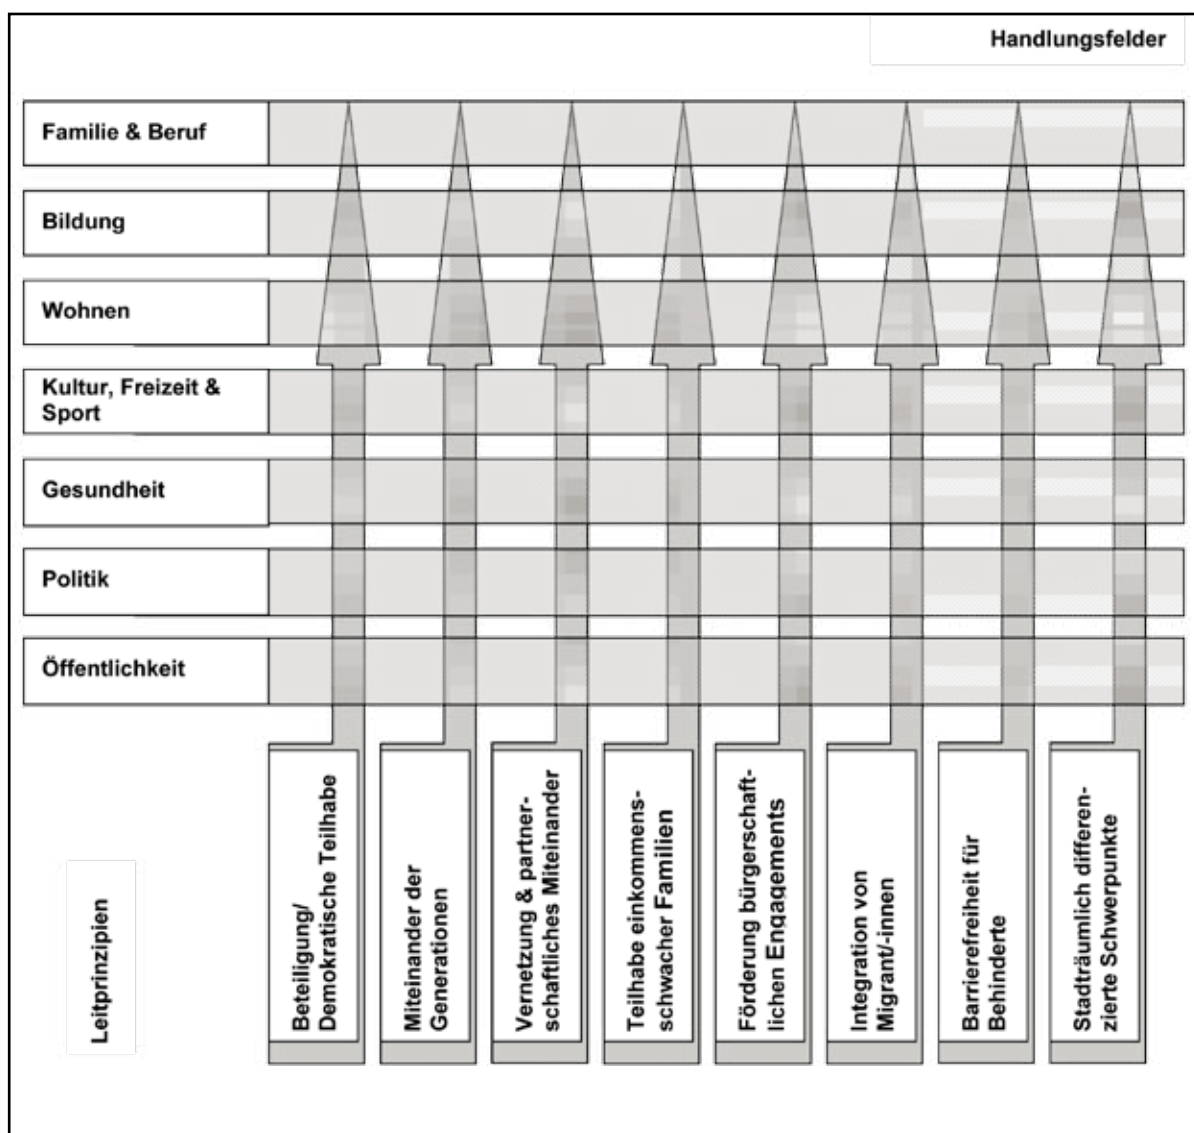 Handlungsfelder
Familie & Beruf
Bildung
Wohnen
Kultur, Freizeit &
Sport
Gesundheit
Politik
Öffentlichkeit
Leitprinzipien
Beteiligung/
Demokratische Teilhabe
Miteinander der
Generationen
Vernetzung & partner-
schaftliches Miteinander
Teilhabe einkommens-
schwacher Familien
Förderung bürgerschaft-
lichen Engagements
Integration von
Migrant/-innen
Barrierefreiheit für
Behinderte
Stadträumlich differen-
zierte Schwerpunkte